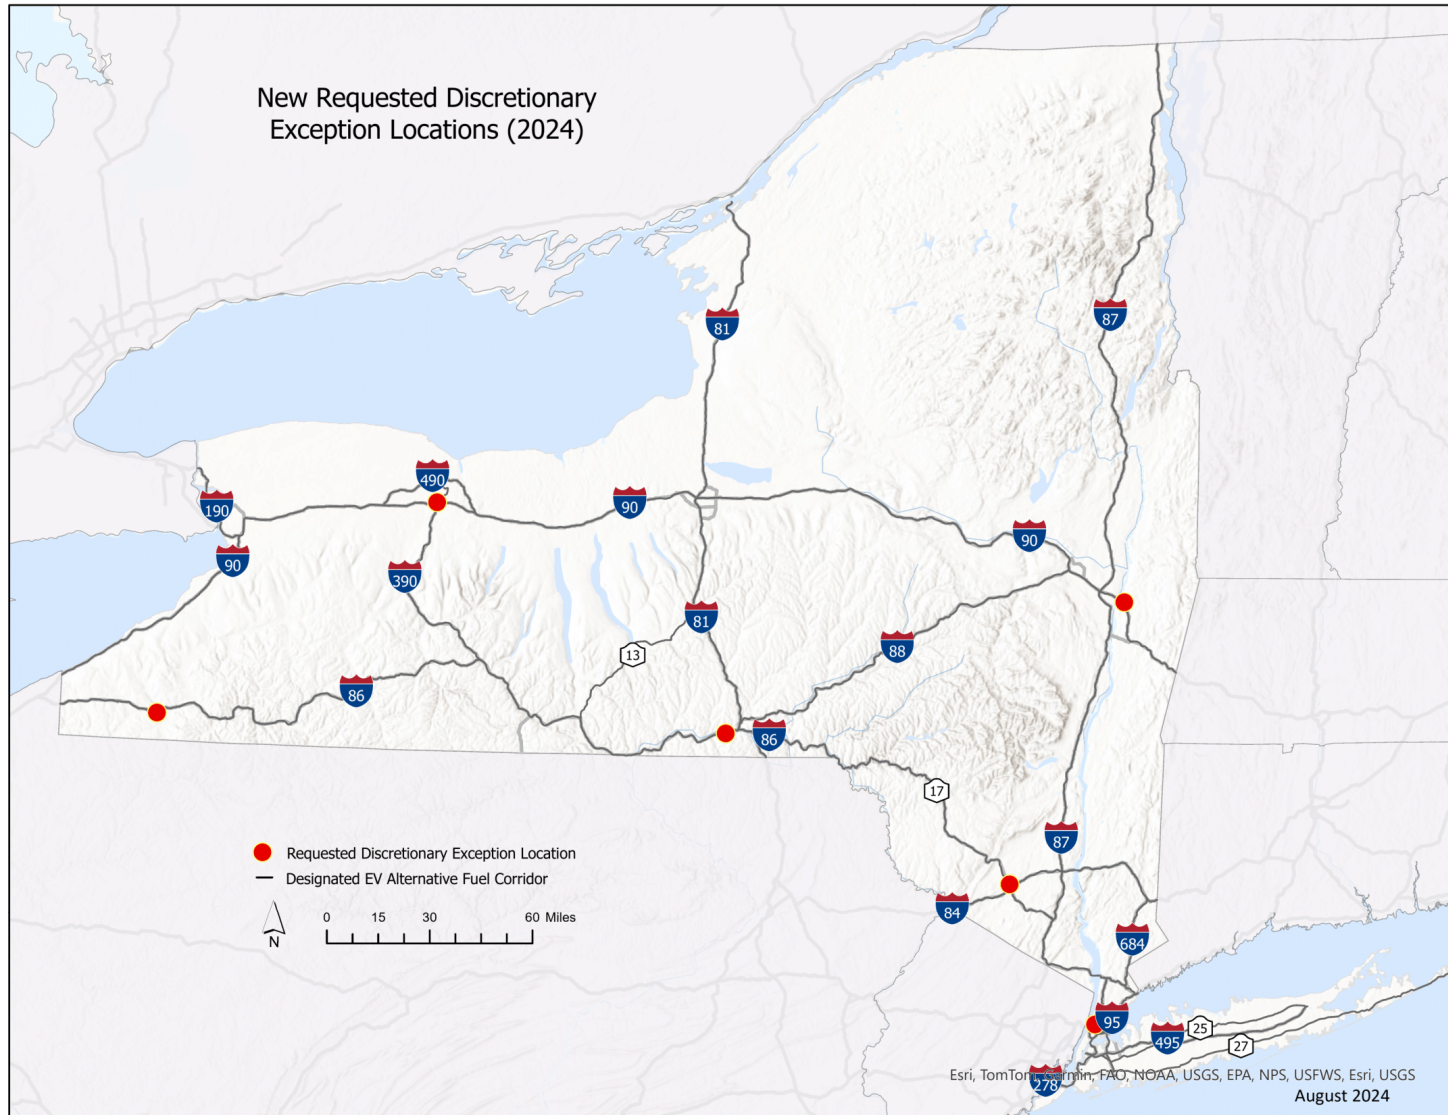 New Requested Discretionary
Exception Locations (2024)
81
87
490
190
90
90
90
390
81
13
88
86
86
17
87
Requested Discretionary Exception Location
Designated EV Alternative Fuel Corridor
84
0 15 30 60 Miles
N
684
95
25
495
27
278
Esri, TomTom, Garmin, FAO, NOAA, USGS, EPA, NPS, USFWS, Esri, USGS
August 2024